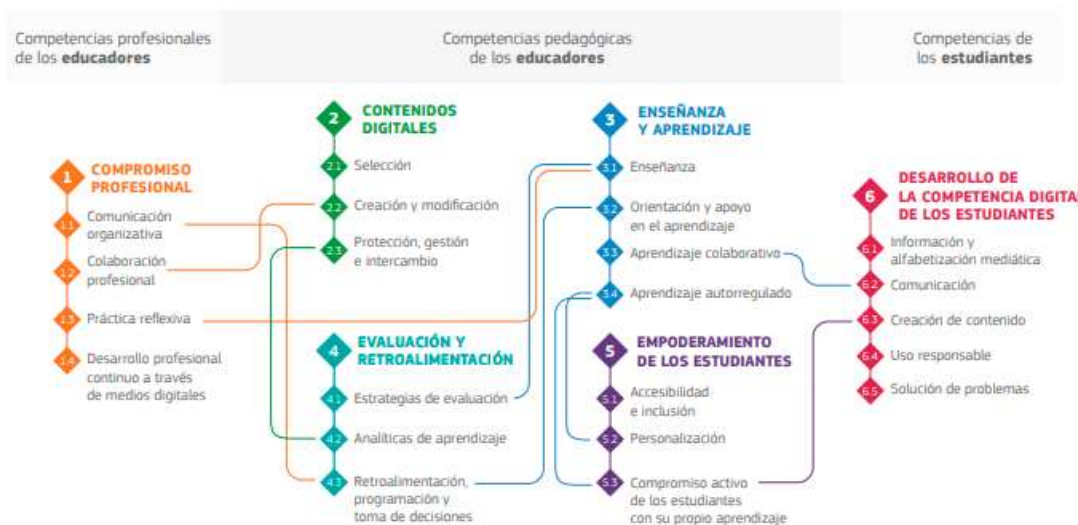 Competencias profesionales
de los educadores
Competencias pedagógicas
de los educadores
Competencias de
los estudiantes
1
COMPROMISO
PROFESIONAL
1.1
Comunicación
organizativa
1.2
Colaboración
profesional
1.3
Práctica reflexiva
1.4
Desarrollo profesional
continuo a través
de medios digitales
2
CONTENIDOS
DIGITALES
2.1
Selección
2.2
Creación y modificación
2.3
Protección, gestión
e intercambio
4
EVALUACIÓN Y
RETROALIMENTACIÓN
4.1
Estrategias de evaluación
4.2
Analíticas de aprendizaje
4.3
Retroalimentación,
programación y
toma de decisiones
3
ENSEÑANZA
Y APRENDIZAJE
3.1
Enseñanza
3.2
Orientación y apoyo
en el aprendizaje
3.3
Aprendizaje colaborativo
3.4
Aprendizaje autorregulado
5
EMPODERAMIENTO
DE LOS ESTUDIANTES
5.1
Accesibilidad
e inclusión
5.2
Personalización
5.3
Compromiso activo
de los estudiantes
con su propio aprendizaje
6
DESARROLLO DE
LA COMPETENCIA DIGITAL
DE LOS ESTUDIANTES
6.1
Información y
alfabetización mediática
6.2
Comunicación
6.3
Creación de contenido
6.4
Uso responsable
6.5
Solución de problemas